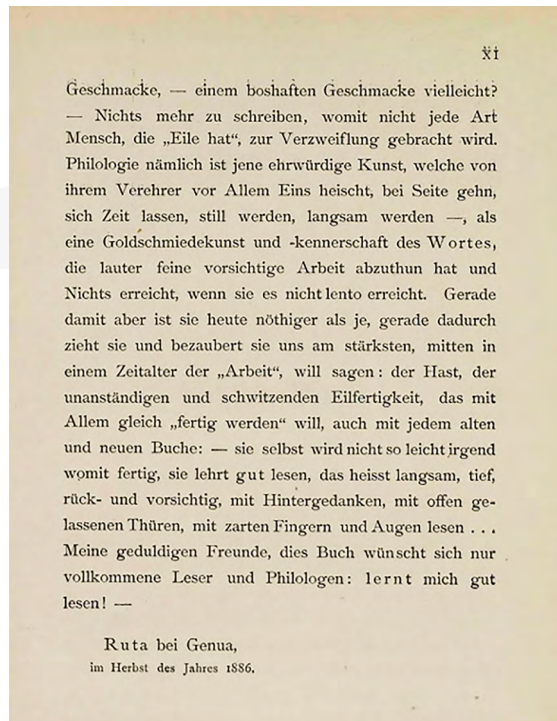 XI
Geschmacke, — einem boshaften Geschmacke vielleicht?
— Nichts mehr zu schreiben, womit nicht jede Art
Mensch, die „Eile hat“, zur Verzweiflung gebracht wird.
Philologie nämlich ist jene ehrwürdige Kunst, welche von
ihrem Verehrer vor Allem Eins heischt, bei Seite gehn,
sich Zeit lassen, still werden, langsam werden —, als
eine Goldschmiedekunst und -kennerschaft des Wortes,
die lauter feine vorsichtige Arbeit abzuthun hat und
Nichts erreicht, wenn sie es nicht lento erreicht. Gerade
damit aber ist sie heute nöthiger als je, gerade dadurch
zieht sie und bezaubert sie uns am stärksten, mitten in
einem Zeitalter der „Arbeit“, will sagen: der Hast, der
unanständigen und schwitzenden Eilfertigkeit, das mit
Allem gleich „fertig werden“ will, auch mit jedem alten
und neuen Buche: — sie selbst wird nicht so leicht irgend
womit fertig, sie lehrt gut lesen, das heisst langsam, tief,
rück- und vorsichtig, mit Hintergedanken, mit offen ge-
lassenen Thüren, mit zarten Fingern und Augen lesen . . .
Meine geduldigen Freunde, dies Buch wünscht sich nur
vollkommene Leser und Philologen: lernt mich gut
lesen! —
Ruta bei Genua,
im Herbst des Jahres 1886.